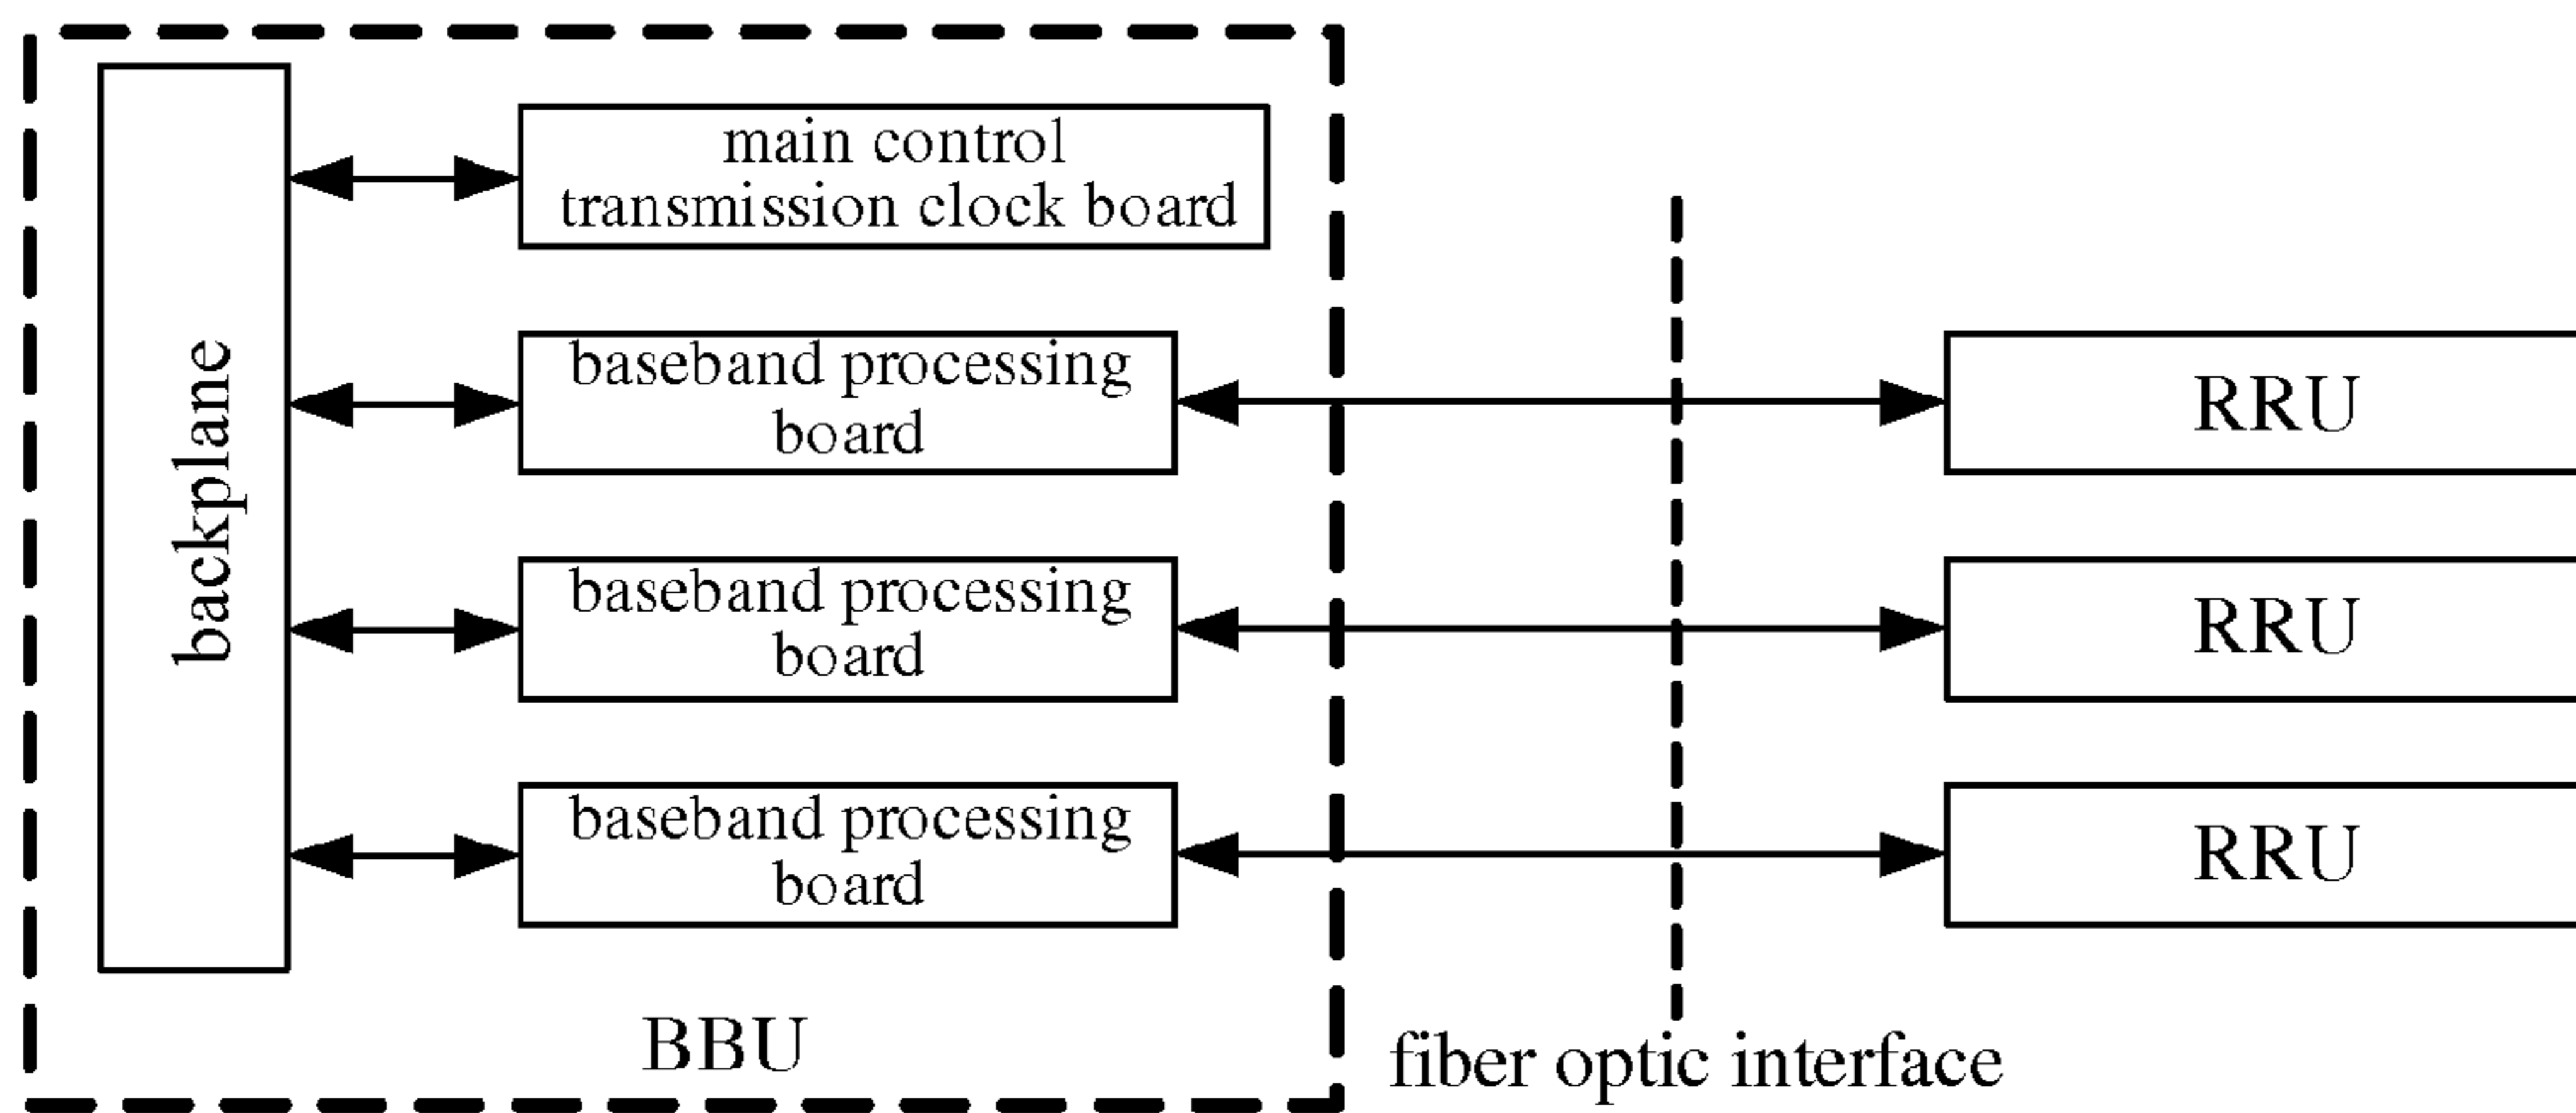 backplane
main control
transmission clock board
baseband processing
board
RRU
baseband processing
board
RRU
baseband processing
board
RRU
BBU
fiber optic interface